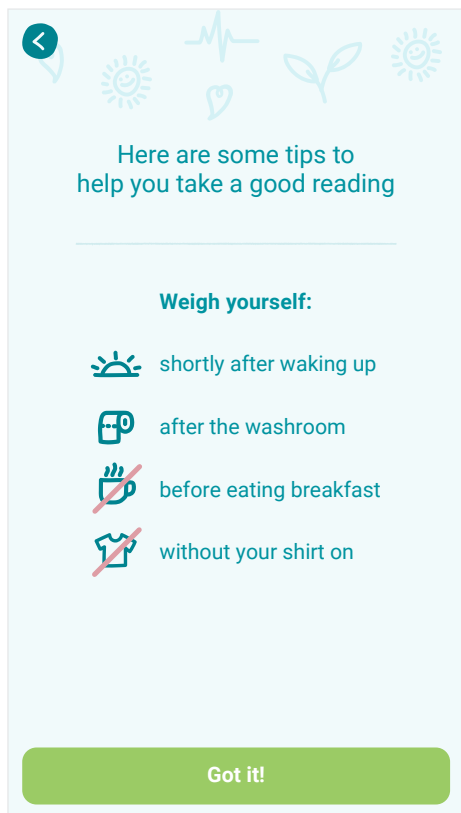 Here are some tips to
help you take a good reading
Weigh yourself:
shortly after waking up
after the washroom
before eating breakfast
without your shirt on
Got it!